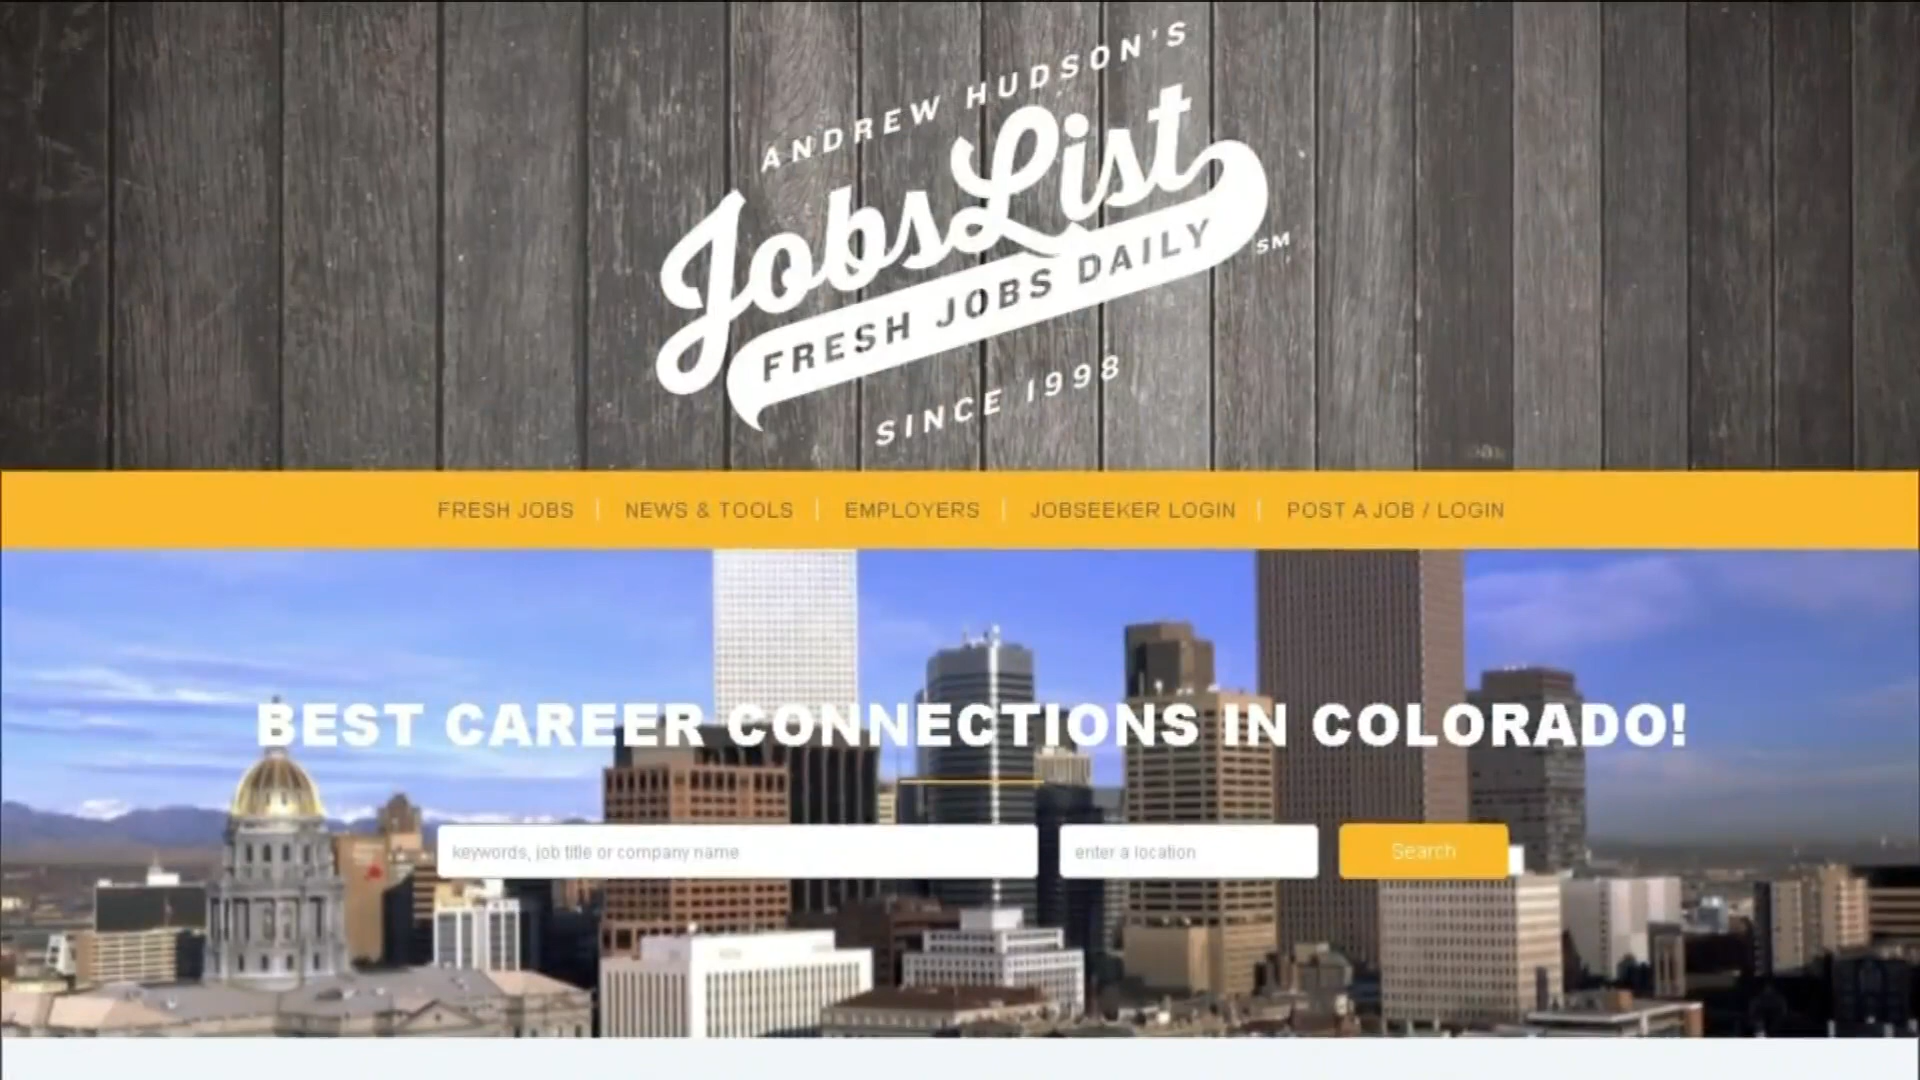 ANDREW HUDSON'S
JobsList
FRESH JOBS DAILY
SM
SINCE 1998
FRESH JOBS | NEWS & TOOLS | EMPLOYERS | JOBSEEKER LOGIN | POST A JOB / LOGIN
BEST CAREER CONNECTIONS IN COLORADO!
keywords, job title or company name
enter a location
Search